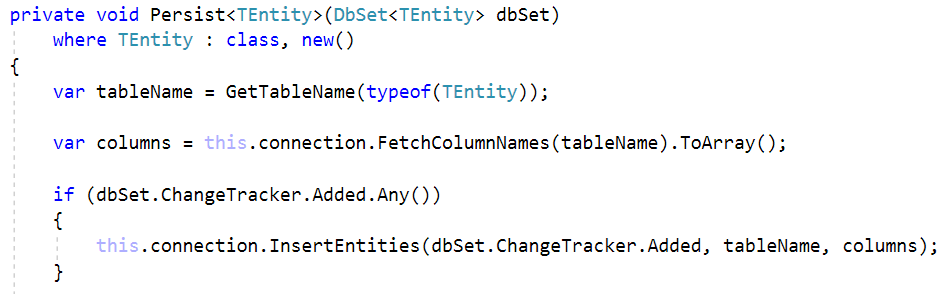 private void Persist<TEntity>(DbSet<TEntity> dbSet)
    where TEntity : class, new()
{
    var tableName = GetTableName(typeof(TEntity));
    var columns = this.connection.FetchColumnNames(tableName).ToArray();
    if (dbSet.ChangeTracker.Added.Any())
    {
        this.connection.InsertEntities(dbSet.ChangeTracker.Added, tableName, columns);
    }